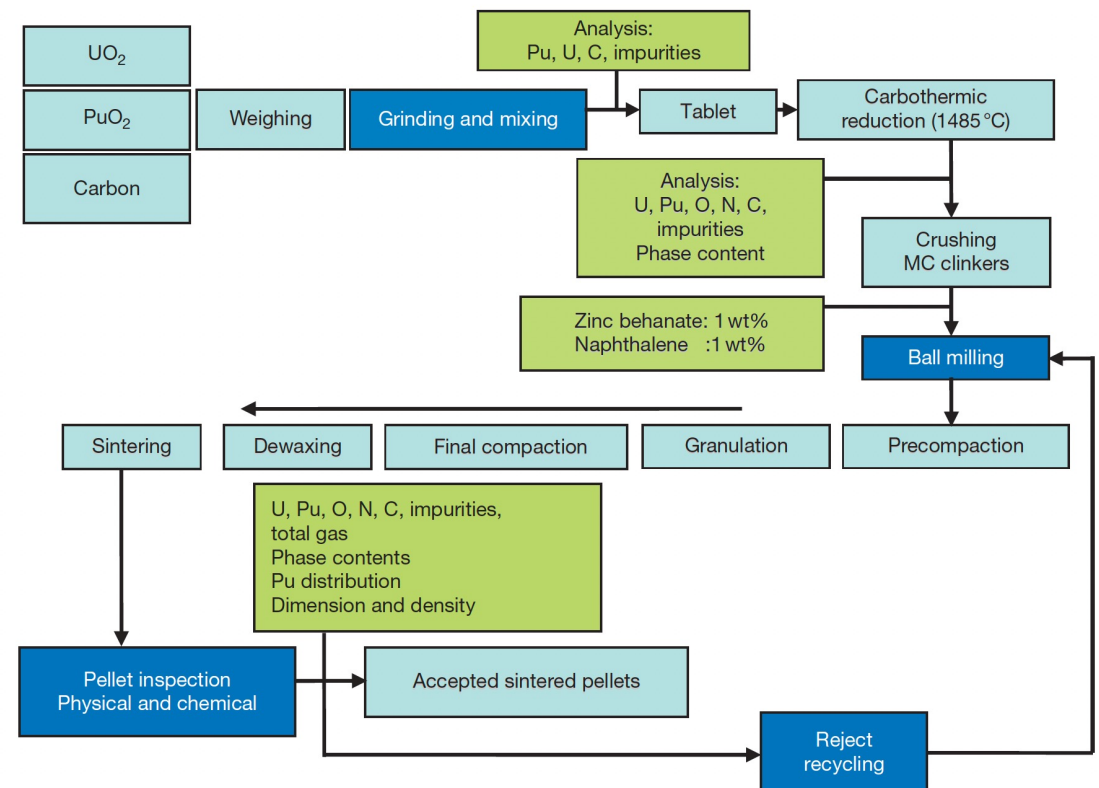 UO₂
PuO₂
Carbon
Weighing
Grinding and mixing
Analysis:
Pu, U, C, impurities
Tablet
Carbothermic
reduction (1485 °C)
Analysis:
U, Pu, O, N, C,
impurities
Phase content
Crushing
MC clinkers
Zinc behanate: 1 wt%
Naphthalene :1 wt%
Ball milling
Precompaction
Granulation
Final compaction
Dewaxing
Sintering
U, Pu, O, N, C, impurities,
total gas
Phase contents
Pu distribution
Dimension and density
Pellet inspection
Physical and chemical
Accepted sintered pellets
Reject
recycling